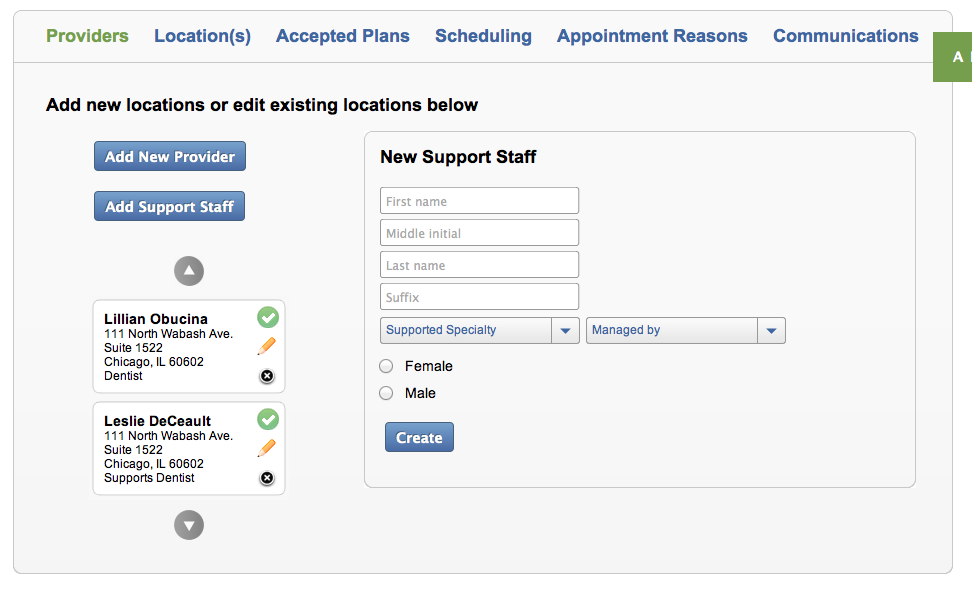 Providers Location(s) Accepted Plans Scheduling Appointment Reasons Communications
A
Add new locations or edit existing locations below
Add New Provider
Add Support Staff
Lillian Obucina
111 North Wabash Ave.
Suite 1522
Chicago, IL 60602
Dentist
Leslie DeCeault
111 North Wabash Ave.
Suite 1522
Chicago, IL 60602
Supports Dentist
New Support Staff
First name
Middle initial
Last name
Suffix
Supported Specialty Managed by
Female
Male
Create